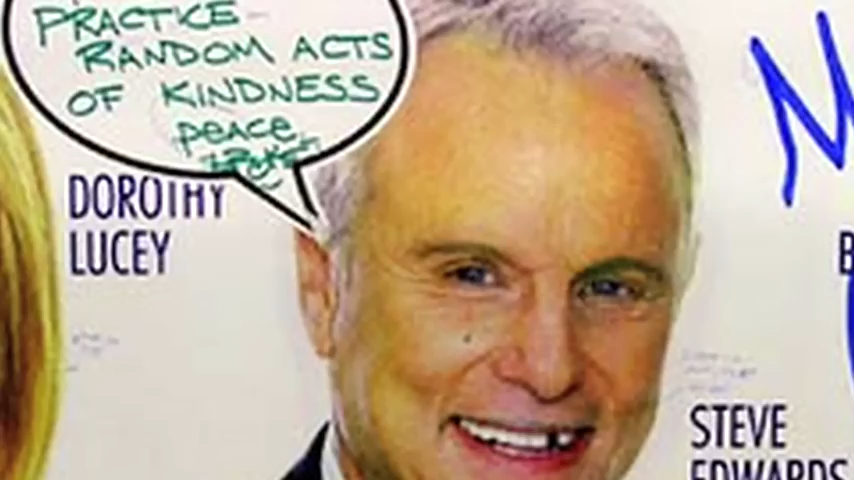 PRACTICE
RANDOM ACTS
OF KINDNESS
peace
DOROTHY
LUCEY
STEVE
EDWARDS